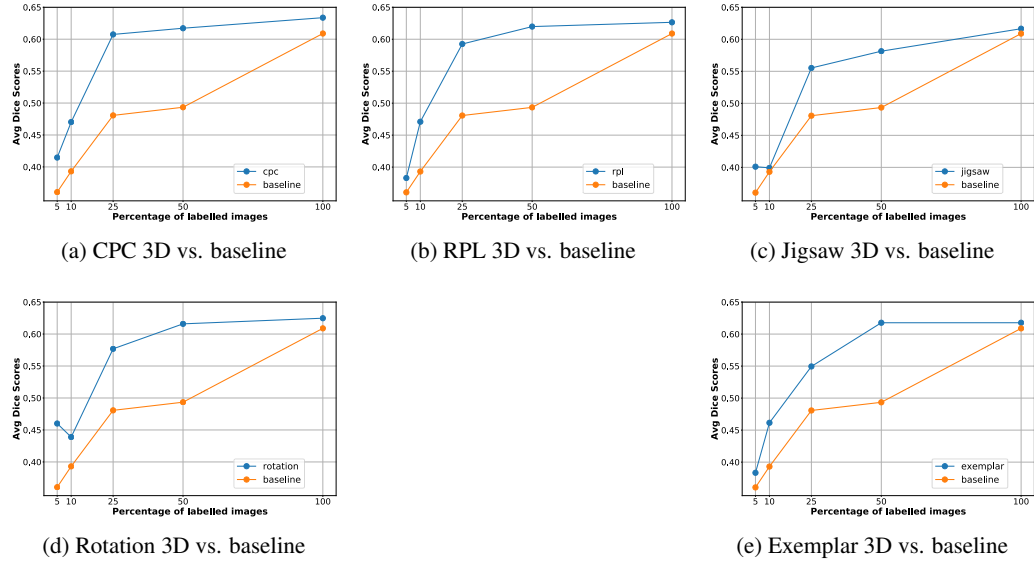 0,65
0,60
0,55
0,50
0,45
0,40
Avg Dice Scores
cpc
baseline
5 10 25 50 100
Percentage of labelled images
(a) CPC 3D vs. baseline
0,65
0,60
0,55
0,50
0,45
0,40
Avg Dice Scores
rpl
baseline
5 10 25 50 100
Percentage of labelled images
(b) RPL 3D vs. baseline
0,65
0,60
0,55
0,50
0,45
0,40
Avg Dice Scores
jigsaw
baseline
5 10 25 50 100
Percentage of labelled images
(c) Jigsaw 3D vs. baseline
0,65
0,60
0,55
0,50
0,45
0,40
Avg Dice Scores
rotation
baseline
5 10 25 50 100
Percentage of labelled images
(d) Rotation 3D vs. baseline
0,65
0,60
0,55
0,50
0,45
0,40
Avg Dice Scores
exemplar
baseline
5 10 25 50 100
Percentage of labelled images
(e) Exemplar 3D vs. baseline